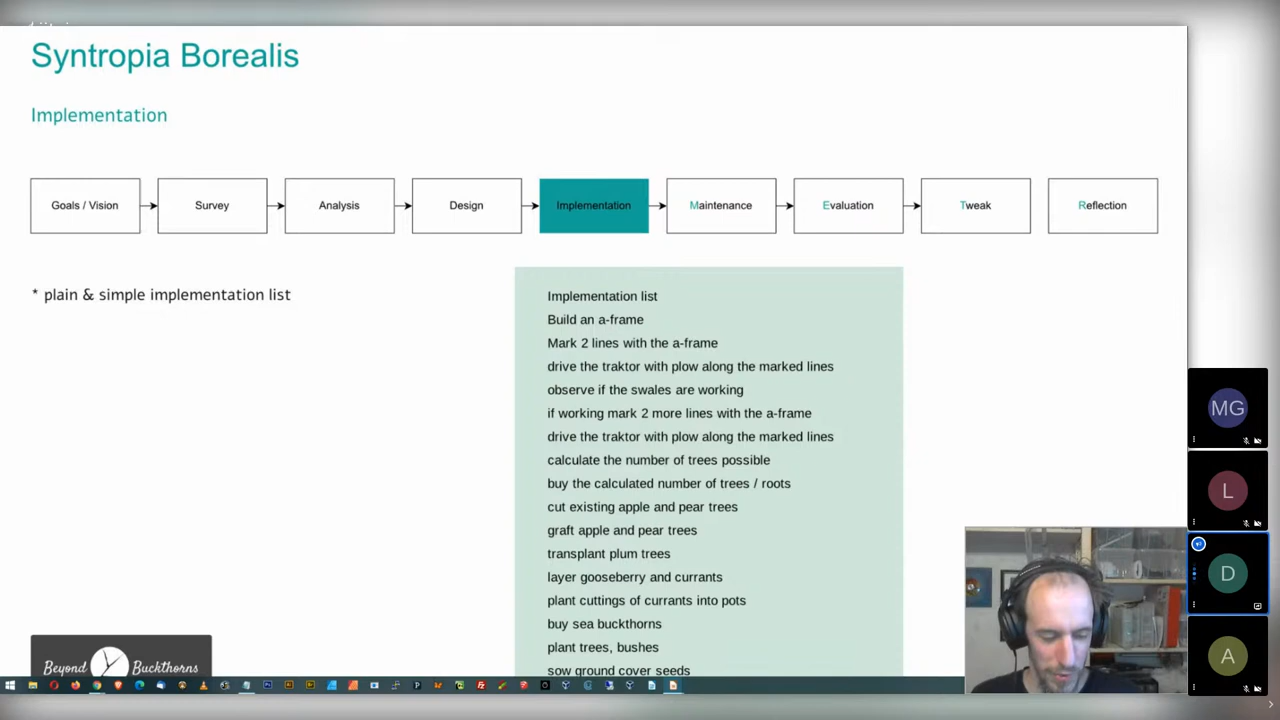 Syntropia Borealis
Implementation
Goals / Vision
Survey
Analysis
Design
Implementation
Maintenance
Evaluation
Tweak
Reflection
* plain & simple implementation list
Implementation list
Build an a-frame
Mark 2 lines with the a-frame
drive the traktor with plow along the marked lines
observe if the swales are working
if working mark 2 more lines with the a-frame
drive the traktor with plow along the marked lines
calculate the number of trees possible
buy the calculated number of trees / roots
cut existing apple and pear trees
graft apple and pear trees
transplant plum trees
layer gooseberry and currants
plant cuttings of currants into pots
buy sea buckthorns
plant trees, bushes
sow ground cover seeds
Beyond Buckthorns
MG
L
D
A